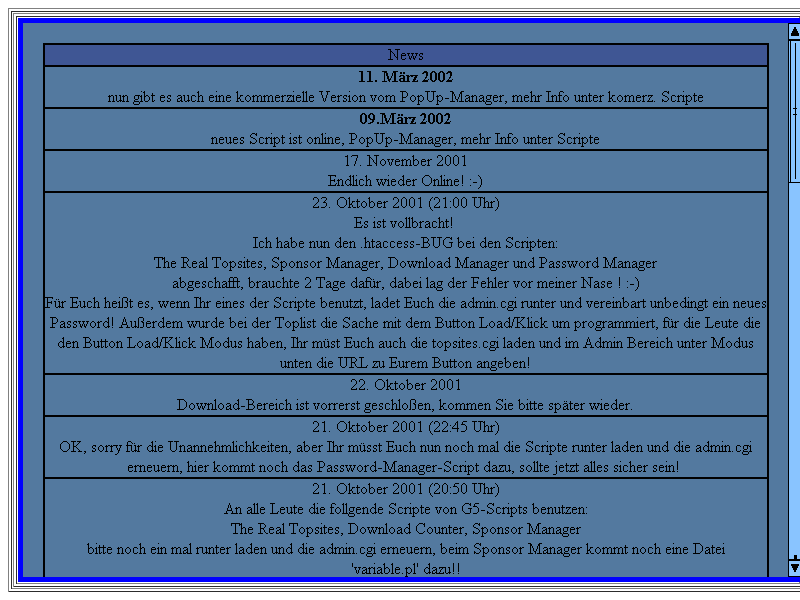 News
11. März 2002
nun gibt es auch eine kommerzielle Version vom PopUp-Manager, mehr Info unter komerz. Scripte
09.März 2002
neues Script ist online, PopUp-Manager, mehr Info unter Scripte
17. November 2001
Endlich wieder Online! :-)
23. Oktober 2001 (21:00 Uhr)
Es ist vollbracht!
Ich habe nun den .htaccess-BUG bei den Scripten:
The Real Topsites, Sponsor Manager, Download Manager und Password Manager
abgeschafft, brauchte 2 Tage dafür, dabei lag der Fehler vor meiner Nase ! :-)
Für Euch heißt es, wenn Ihr eines der Scripte benutzt, ladet Euch die admin.cgi runter und vereinbart unbedingt ein neues
Password! Außerdem wurde bei der Toplist die Sache mit dem Button Load/Klick um programmiert, für die Leute die
den Button Load/Klick Modus haben, Ihr müst Euch auch die topsites.cgi laden und im Admin Bereich unter Modus
unten die URL zu Eurem Button angeben!
22. Oktober 2001
Download-Bereich ist vorrerst geschloßen, kommen Sie bitte später wieder.
21. Oktober 2001 (22:45 Uhr)
OK, sorry für die Unannehmlichkeiten, aber Ihr müsst Euch nun noch mal die Scripte runter laden und die admin.cgi
erneuern, hier kommt noch das Password-Manager-Script dazu, sollte jetzt alles sicher sein!
21. Oktober 2001 (20:50 Uhr)
An alle Leute die follgende Scripte von G5-Scripts benutzen:
The Real Topsites, Download Counter, Sponsor Manager
bitte noch ein mal runter laden und die admin.cgi erneuern, beim Sponsor Manager kommt noch eine Datei
'variable.pl' dazu!!